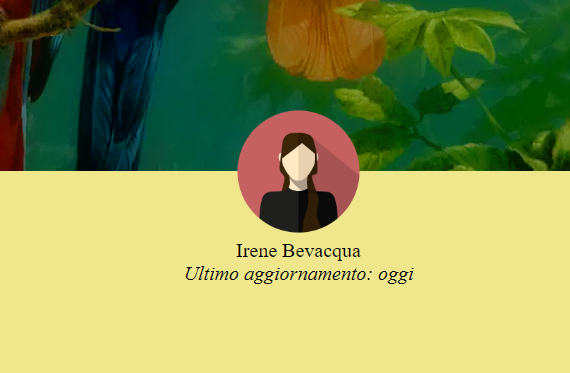 Irene Bevacqua
Ultimo aggiornamento: oggi